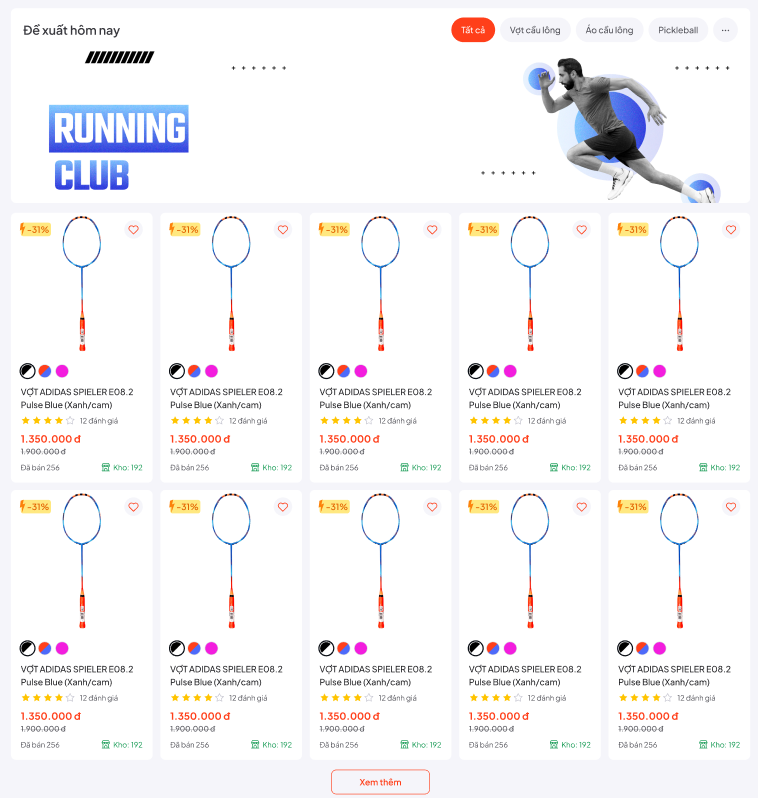 Đề xuất hôm nay
Tất cả
Vợt cầu lông
Áo cầu lông
Pickleball
...
RUNNING
CLUB
-31%
-31%
-31%
-31%
-31%
VỢT ADIDAS SPIELER E08.2
Pulse Blue (Xanh/cam)
12 đánh giá
1.350.000 đ
1.900.000 đ
Đã bán 256
Kho: 192
VỢT ADIDAS SPIELER E08.2
Pulse Blue (Xanh/cam)
12 đánh giá
1.350.000 đ
1.900.000 đ
Đã bán 256
Kho: 192
VỢT ADIDAS SPIELER E08.2
Pulse Blue (Xanh/cam)
12 đánh giá
1.350.000 đ
1.900.000 đ
Đã bán 256
Kho: 192
VỢT ADIDAS SPIELER E08.2
Pulse Blue (Xanh/cam)
12 đánh giá
1.350.000 đ
1.900.000 đ
Đã bán 256
Kho: 192
VỢT ADIDAS SPIELER E08.2
Pulse Blue (Xanh/cam)
12 đánh giá
1.350.000 đ
1.900.000 đ
Đã bán 256
Kho: 192
-31%
-31%
-31%
-31%
-31%
VỢT ADIDAS SPIELER E08.2
Pulse Blue (Xanh/cam)
12 đánh giá
1.350.000 đ
1.900.000 đ
Đã bán 256
Kho: 192
VỢT ADIDAS SPIELER E08.2
Pulse Blue (Xanh/cam)
12 đánh giá
1.350.000 đ
1.900.000 đ
Đã bán 256
Kho: 192
VỢT ADIDAS SPIELER E08.2
Pulse Blue (Xanh/cam)
12 đánh giá
1.350.000 đ
1.900.000 đ
Đã bán 256
Kho: 192
VỢT ADIDAS SPIELER E08.2
Pulse Blue (Xanh/cam)
12 đánh giá
1.350.000 đ
1.900.000 đ
Đã bán 256
Kho: 192
VỢT ADIDAS SPIELER E08.2
Pulse Blue (Xanh/cam)
12 đánh giá
1.350.000 đ
1.900.000 đ
Đã bán 256
Kho: 192
Xem thêm